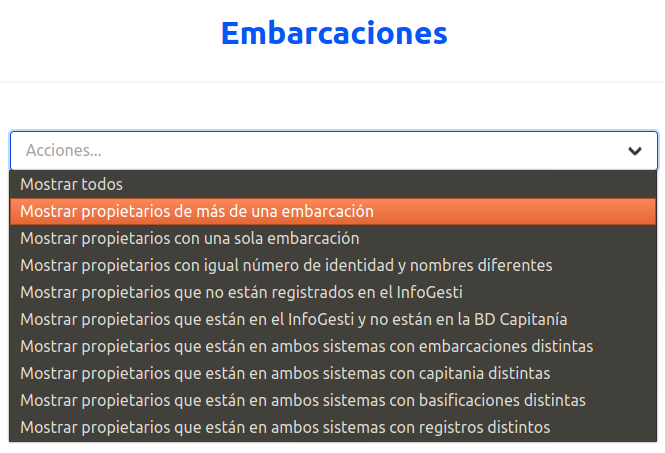 Embarcaciones
Acciones...
Mostrar todos
Mostrar propietarios de más de una embarcación
Mostrar propietarios con una sola embarcación
Mostrar propietarios con igual número de identidad y nombres diferentes
Mostrar propietarios que no están registrados en el InfoGesti
Mostrar propietarios que están en el InfoGesti y no están en la BD Capitanía
Mostrar propietarios que están en ambos sistemas con embarcaciones distintas
Mostrar propietarios que están en ambos sistemas con capitania distintas
Mostrar propietarios que están en ambos sistemas con basificaciones distintas
Mostrar propietarios que están en ambos sistemas con registros distintos